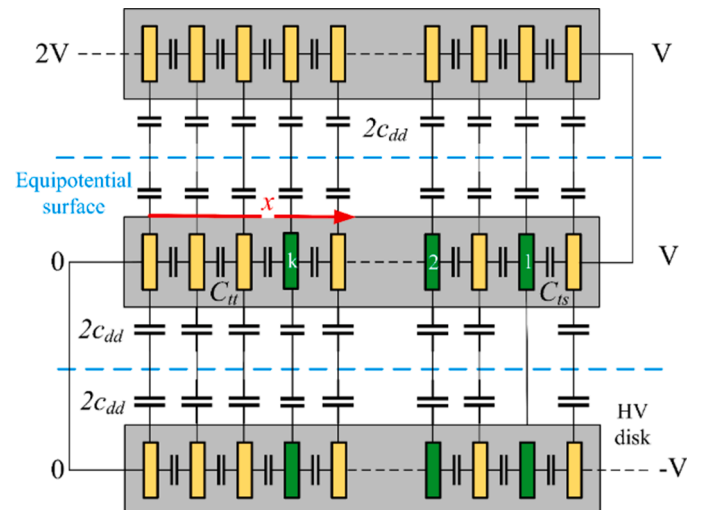 2V
V
2c_dd
Equipotential
surface
x
0
k
2
1
V
C_tt
C_ts
2c_dd
2c_dd
HV
disk
0
-V